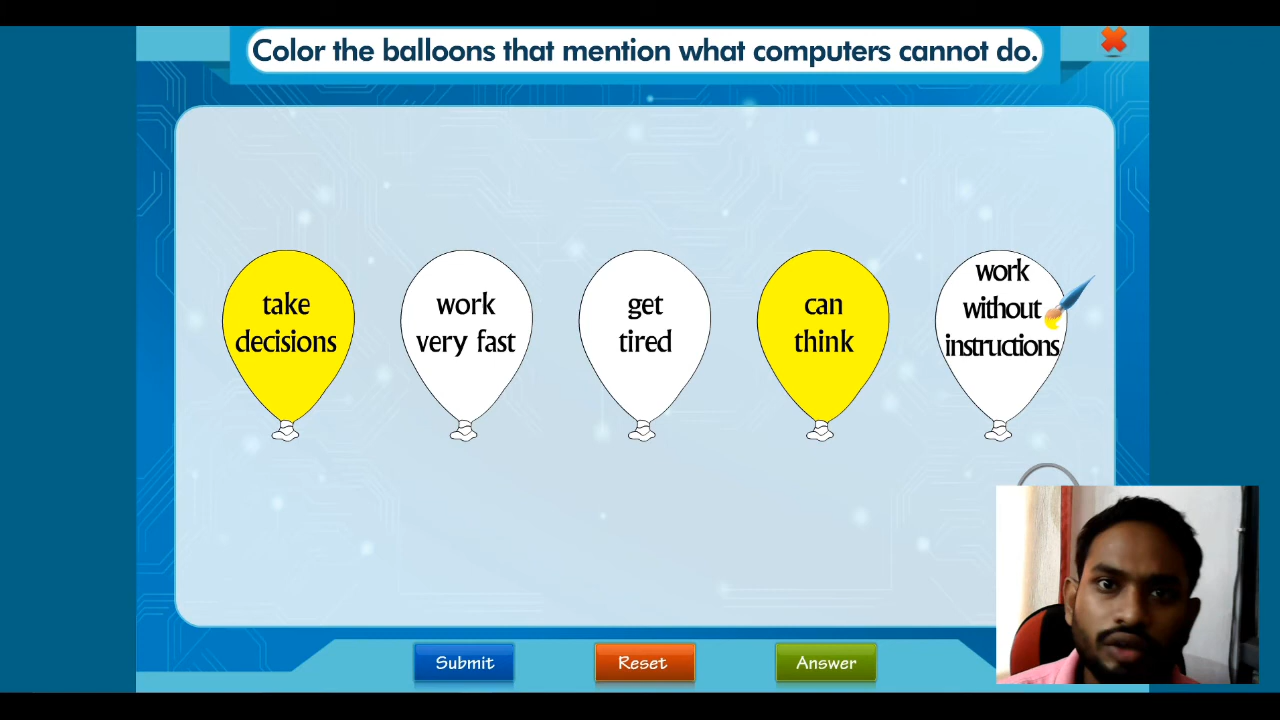 Color the balloons that mention what computers cannot do.
take
decisions
work
very fast
get
tired
can
think
work
without
instructions
Submit
Reset
Answer